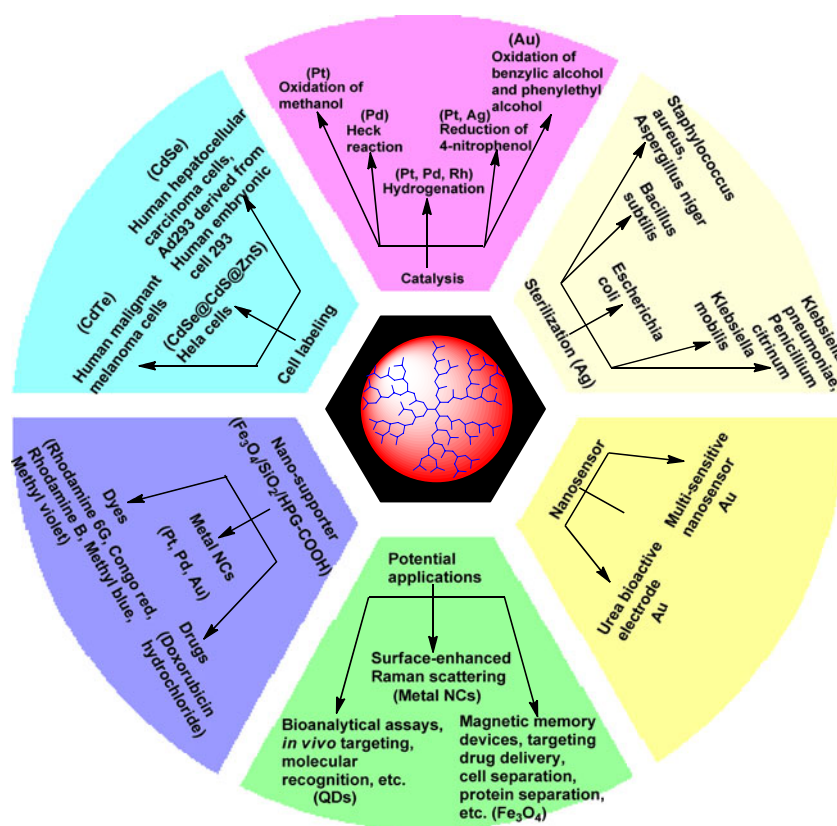 (Pt)
Oxidation of
methanol
(Pd)
Heck
reaction
(Pt, Pd, Rh)
Hydrogenation
(Pt, Ag)
Reduction of
4-nitrophenol
(Au)
Oxidation of
benzylic alcohol
and phenylethyl
alcohol
Catalysis
Staphylococcus
aureus,
Aspergillus niger
Bacillus
subtilis
Escherichia
coli
Klebsiella
mobilis
Klebsiella
pneumoniae,
Penicillium
citrinum
Sterilization (Ag)
Nanosensor
Multi-sensitive
nanosensor
Au
Urea bioactive
electrode
Au
Potential
applications
Surface-enhanced
Raman scattering
(Metal NCs)
Bioanalytical assays,
in vivo targeting,
molecular
recognition, etc.
(QDs)
Magnetic memory
devices, targeting
drug delivery,
cell separation,
protein separation,
etc. (Fe3O4)
Nano-supporter
(Fe3O4/SiO2/HPG-COOH)
Dyes
(Rhodamine 6G, Congo red,
Rhodamine B, Methyl blue,
Methyl violet)
Metal NCs
(Pt, Pd, Au)
Drugs
(Doxorubicin
hydrochloride)
(CdSe)
Human hepatocellular
carcinoma cells,
Ad293 derived from
Human embryonic
cell 293
(CdSe@CdS@ZnS)
Hela cells
(CdTe)
Human malignant
melanoma cells
Cell labeling